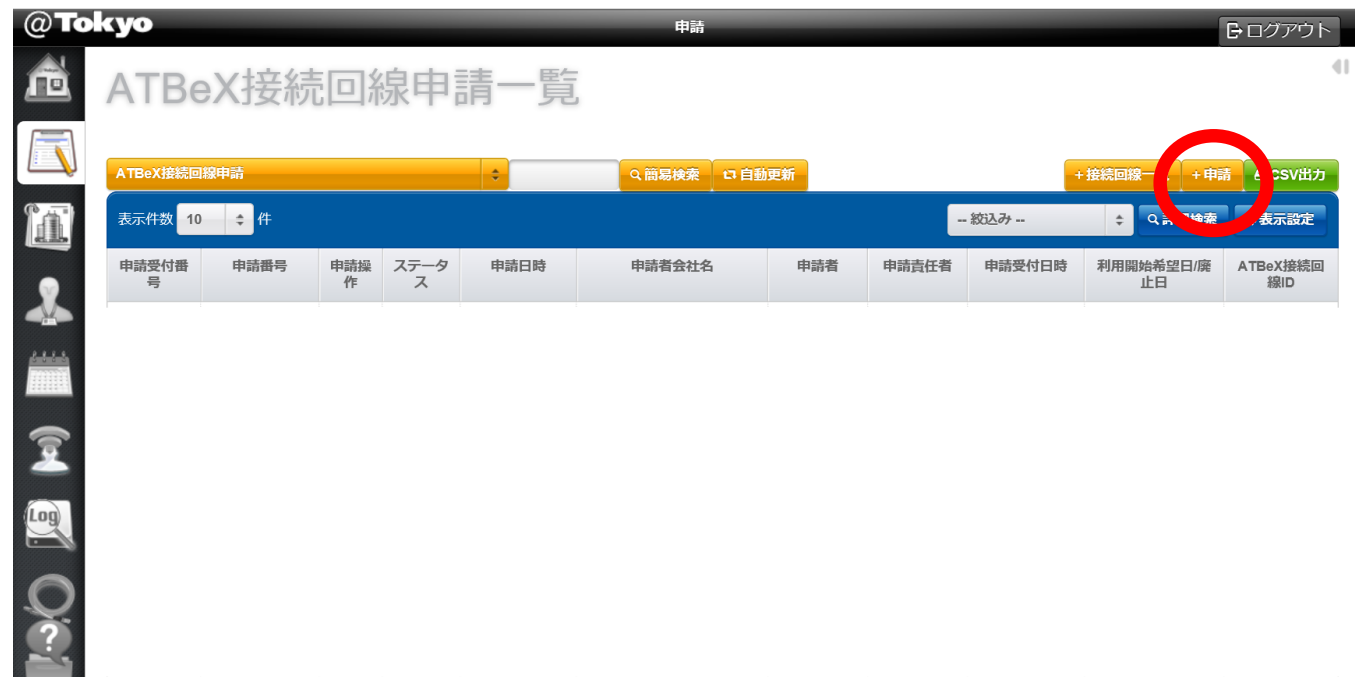 @Tokyo 申請 ログアウト
ATBeX接続回線申請一覧
ATBeX接続回線申請 簡易検索 自動更新 +接続回線一 +申請 CSV出力
表示件数 10 件 -- 絞込み -- 検索 表示設定
申請受付番号 申請番号 申請操作 ステータス 申請日時 申請者会社名 申請者 申請責任者 申請受付日時 利用開始希望日/廃止日 ATBeX接続回線ID
Log
?